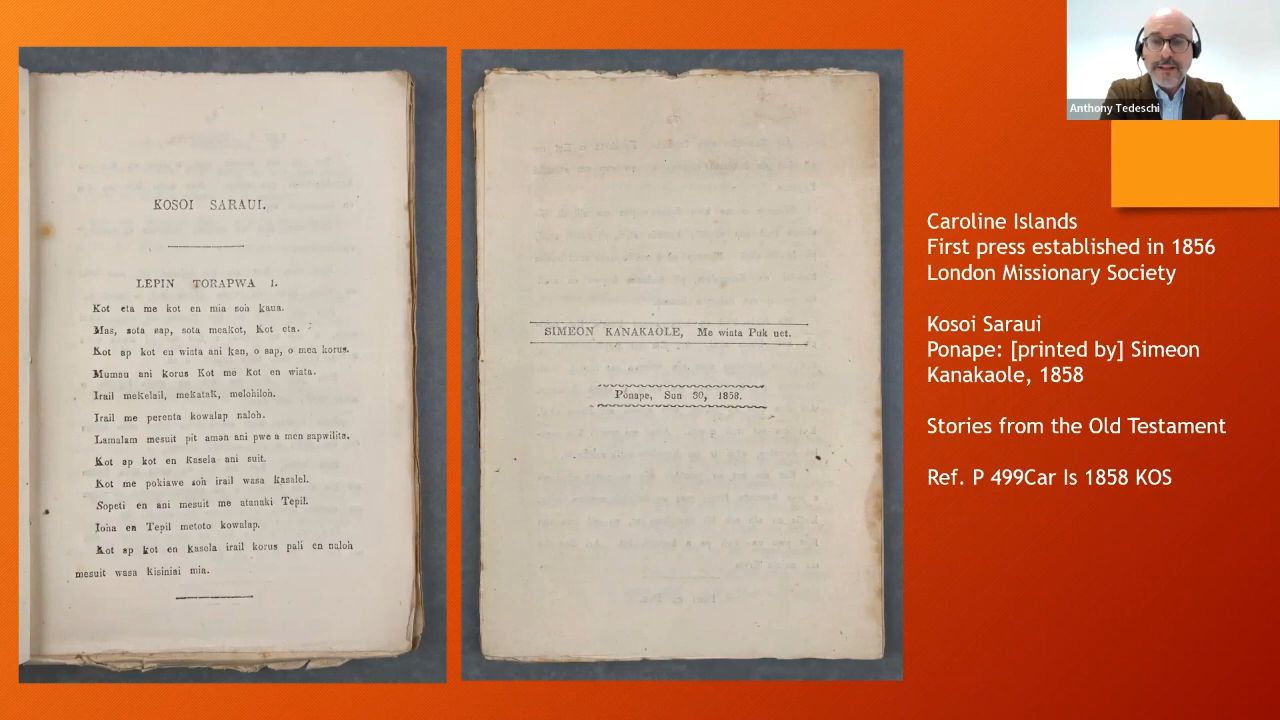 KOSOI SARAUI.
LEPIN TORAPWA 1.
Kot eta me kot en mia soh kaua.
Mas, sota sap, sota meakot, Kot eta.
Kot ap kot en wiata ani kan, o sap, o mea korus.
Mumau ani korus Kot me Kot en wiata.
Irail mekelail, mekatak, melohiloh.
Irail me perenta kowalap naloh.
Lamalam mesuit pit aman ani pwe a men sapwilita.
Kot ap kot en Kasela ani suit.
Kot me pokiawe soh irail wasa kasalel.
Sopeti en ani mesuit me atanaki Tepil.
Ioha en Tepil metoto kowalap.
Kot ap kot en kasela irail korus pali en naloh
mesuit wasa kisiniai mia.
SIMEON KANAKAOLE, Me wiata Puk uet.
Ponape, Sun 30, 1858.
Anthony Tedeschi
Caroline Islands
First press established in 1856
London Missionary Society
Kosoi Saraui
Ponape: [printed by] Simeon
Kanakaole, 1858
Stories from the Old Testament
Ref. P 499Car Is 1858 KOS